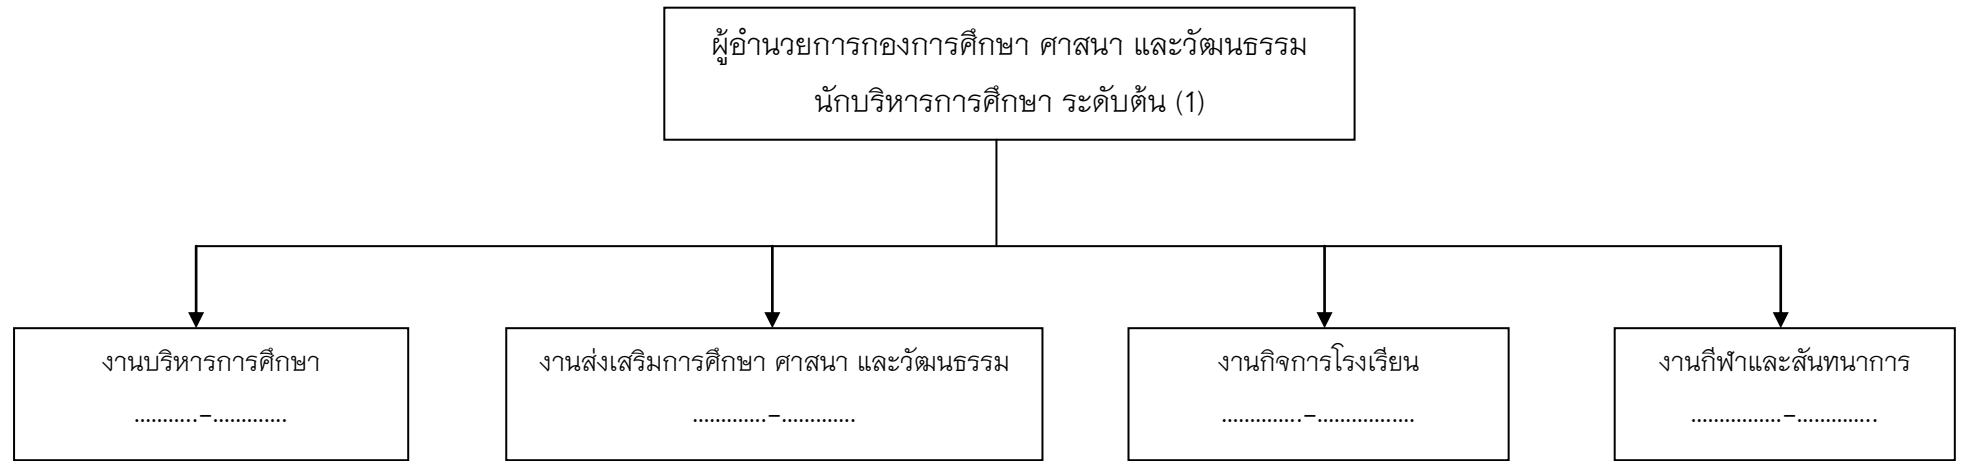 ผู้อำนวยการกองการศึกษา ศาสนา และวัฒนธรรม
นักบริหารการศึกษา ระดับต้น (1)
งานบริหารการศึกษา
...........-.............
งานส่งเสริมการศึกษา ศาสนา และวัฒนธรรม
.............-.............
งานกิจการโรงเรียน
..............-.................
งานกีฬาและสันทนาการ
................-..............